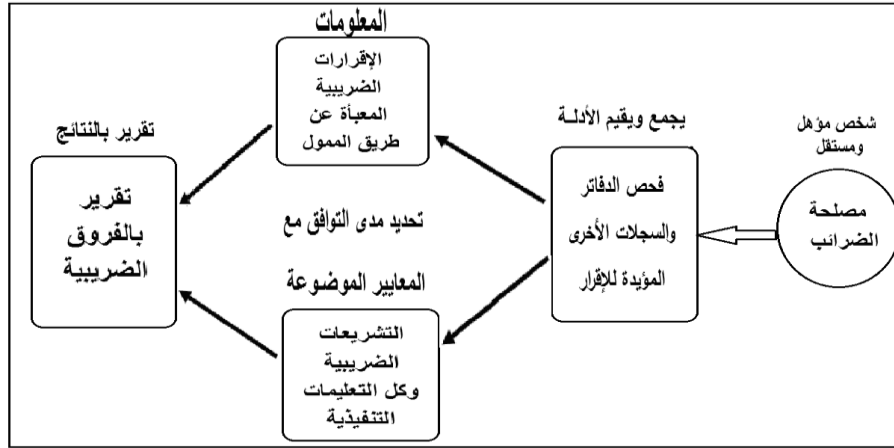 شخص مؤهل
ومستقل
مصلحة
الضرائب
يجمع ويقيم الأدلـة
فحص الدفاتر
والسجلات الأخرى
المؤيدة للإقرار
المعلومات
الإقرارات
الضريبية
المعبأة عن
طريق الممول
تحديد مدى التوافق مع
المعايير الموضوعة
التشريعات
الضريبية
وكل التعليمات
التنفيذية
تقرير بالنتائج
تقرير
بالفروق
الضريبية